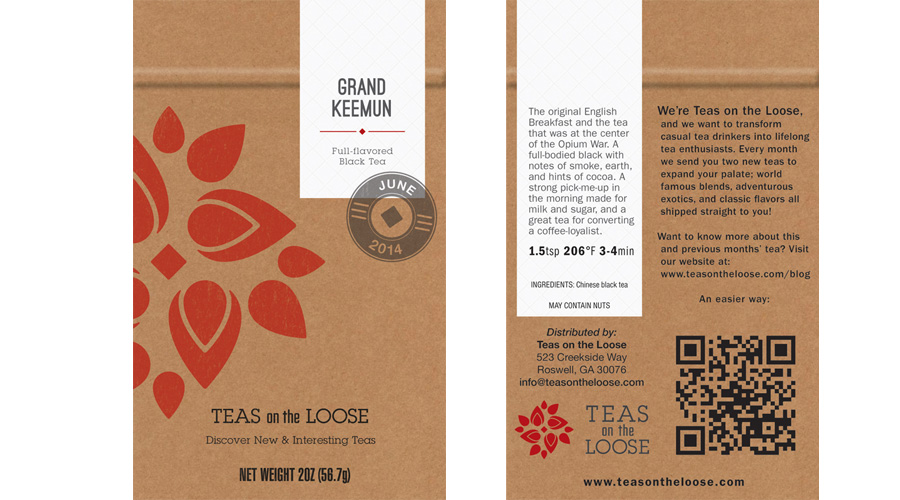 GRAND
KEEMUN
Full-flavored
Black Tea
JUNE
2014
TEAS on the LOOSE
Discover New & Interesting Teas
NET WEIGHT 2OZ (56.7g)
The original English
Breakfast and the tea
that was at the center
of the Opium War. A
full-bodied black with
notes of smoke, earth,
and hints of cocoa. A
strong pick-me-up in
the morning made for
milk and sugar, and a
great tea for converting
a coffee-loyalist.
1.5tsp 206°F 3-4min
INGREDIENTS: Chinese black tea
MAY CONTAIN NUTS
Distributed by:
Teas on the Loose
523 Creekside Way
Roswell, GA 30076
info@teasontheloose.com
TEAS
on the
LOOSE
We're Teas on the Loose,
and we want to transform
casual tea drinkers into lifelong
tea enthusiasts. Every month
we send you two new teas to
expand your palate; world
famous blends, adventurous
exotics, and classic flavors all
shipped straight to you!
Want to know more about this
and previous months' tea? Visit
our website at:
www.teasontheloose.com/blog
An easier way:
www.teasontheloose.com